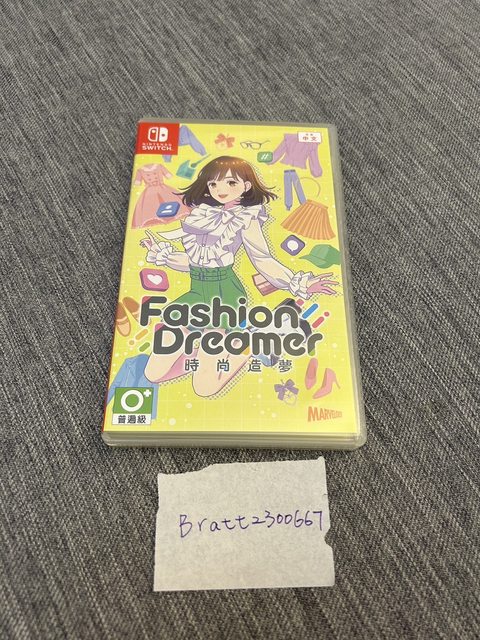 NINTENDO
SWITCH
中文
#
Fashion
Dreamer
時尚造夢
普遍級
MARVELOUS
Bratt2300667